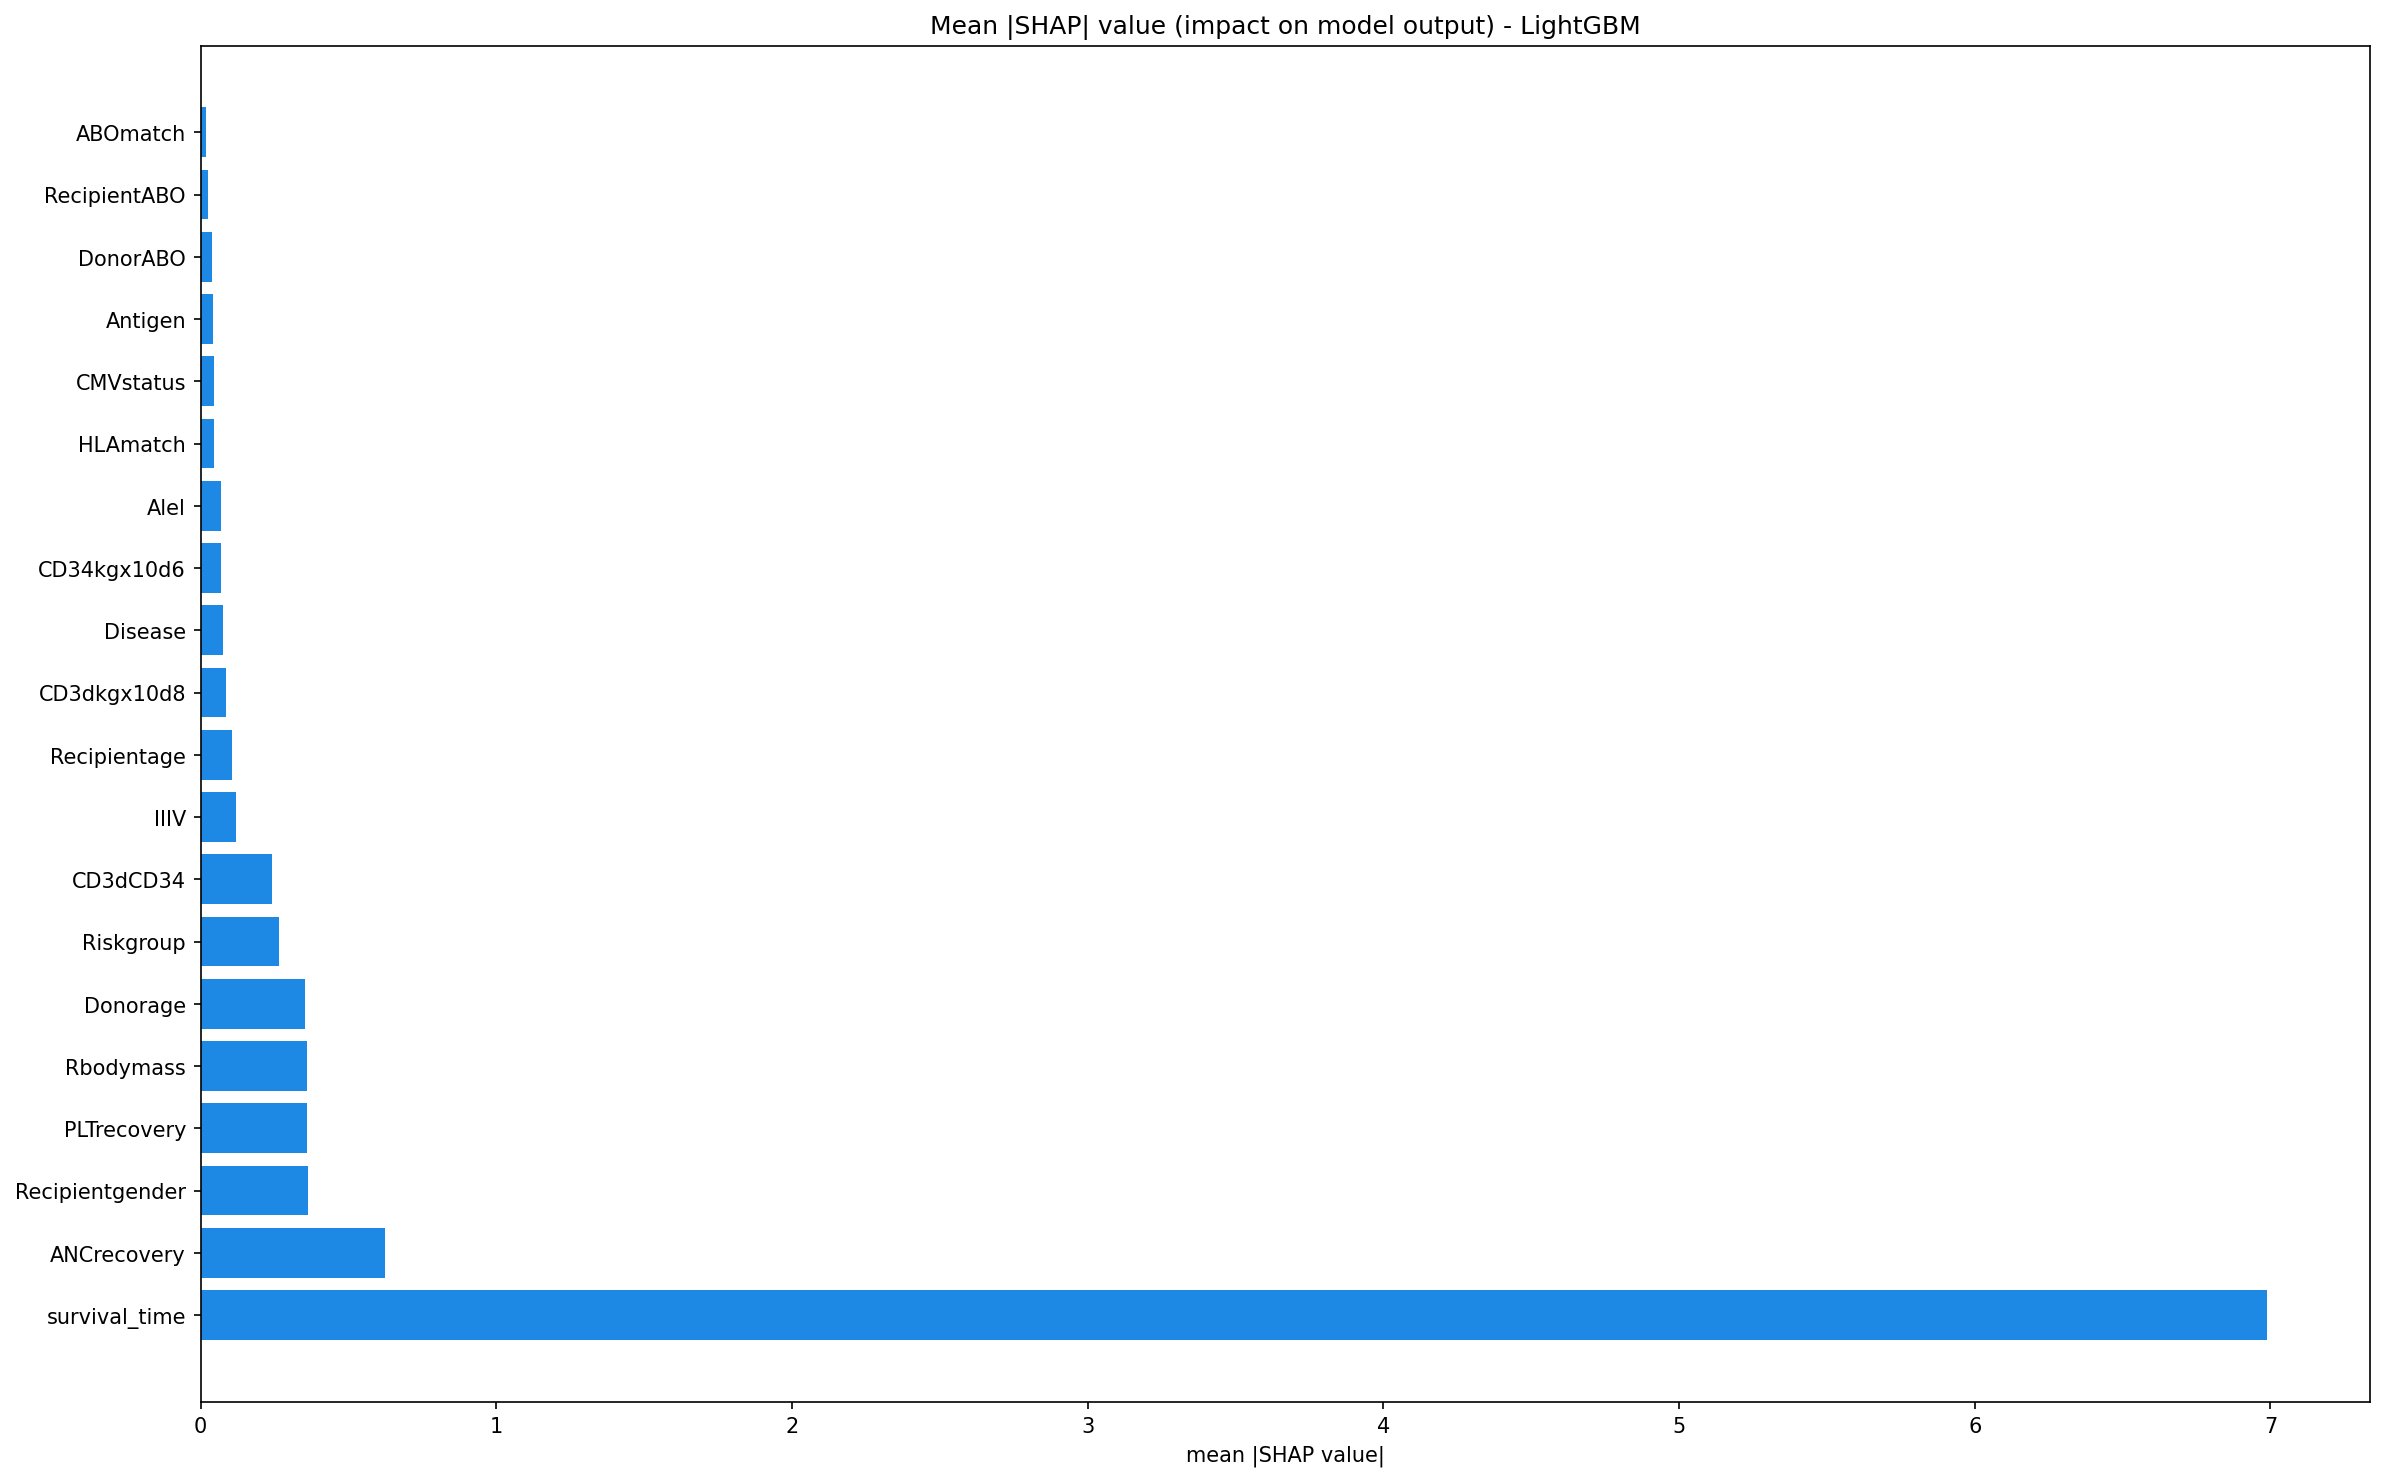 Mean |SHAP| value (impact on model output) - LightGBM
ABOmatch
RecipientABO
DonorABO
Antigen
CMVstatus
HLAmatch
Alel
CD34kgx10d6
Disease
CD3dkgx10d8
Recipientage
IIIV
CD3dCD34
Riskgroup
Donorage
Rbodymass
PLTrecovery
Recipientgender
ANCrecovery
survival_time
0 1 2 3 4 5 6 7
mean |SHAP value|